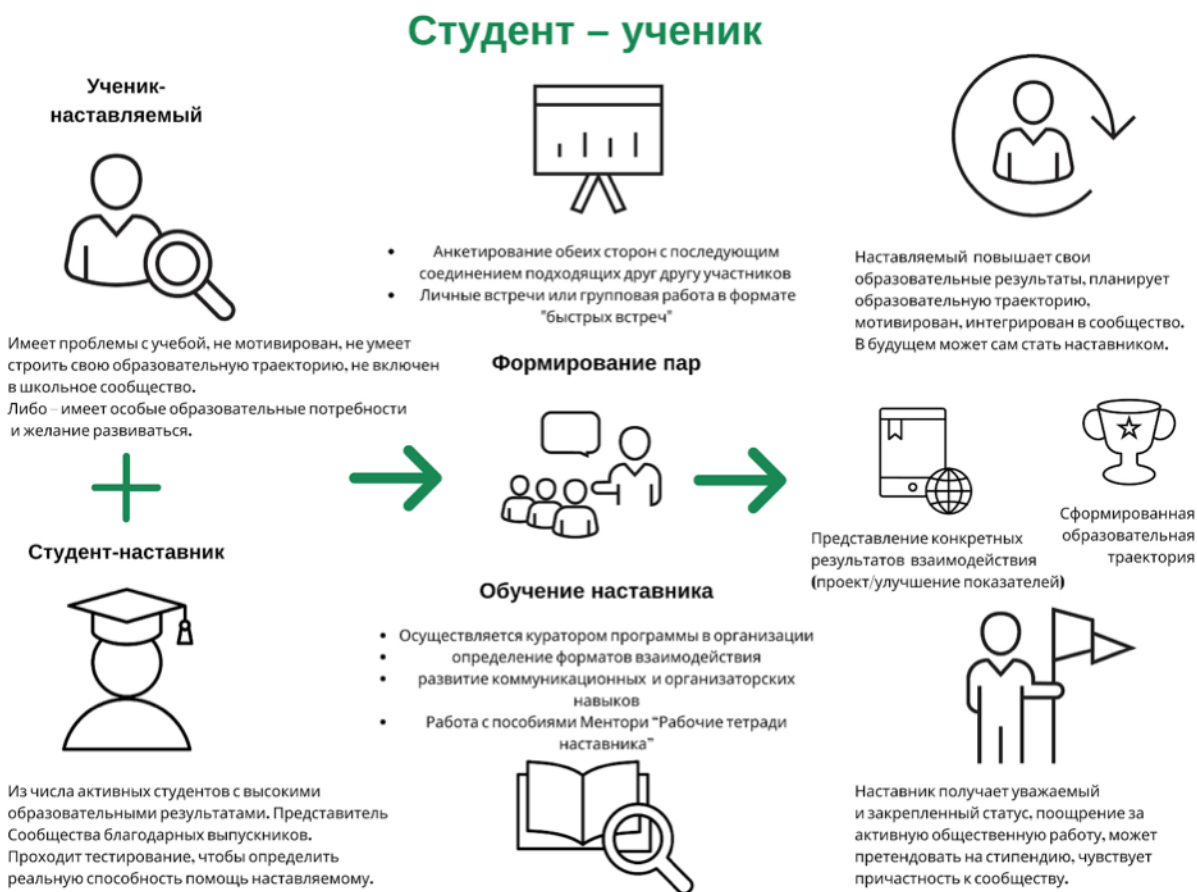 Студент – ученик
Ученик-
наставляемый
Имеет проблемы с учебой, не мотивирован, не умеет
строить свою образовательную траекторию, не включен
в школьное сообщество.
Либо – имеет особые образовательные потребности
и желание развиваться.
Студент-наставник
Из числа активных студентов с высокими
образовательными результатами. Представитель
Сообщества благодарных выпускников.
Проходит тестирование, чтобы определить
реальную способность помощь наставляемому.
• Анкетирование обеих сторон с последующим
соединением подходящих друг другу участников
• Личные встречи или групповая работа в формате
"быстрых встреч"
Формирование пар
Обучение наставника
• Осуществляется куратором программы в организации
• определение форматов взаимодействия
• развитие коммуникационных и организаторских
навыков
• Работа с пособиями Ментори "Рабочие тетради
наставника"
Наставляемый повышает свои
образовательные результаты, планирует
образовательную траекторию,
мотивирован, интегрирован в сообщество.
В будущем может сам стать наставником.
Представление конкретных
результатов взаимодействия
(проект/улучшение показателей)
Сформированная
образовательная
траектория
Наставник получает уважаемый
и закрепленный статус, поощрение за
активную общественную работу, может
претендовать на стипендию, чувствует
причастность к сообществу.